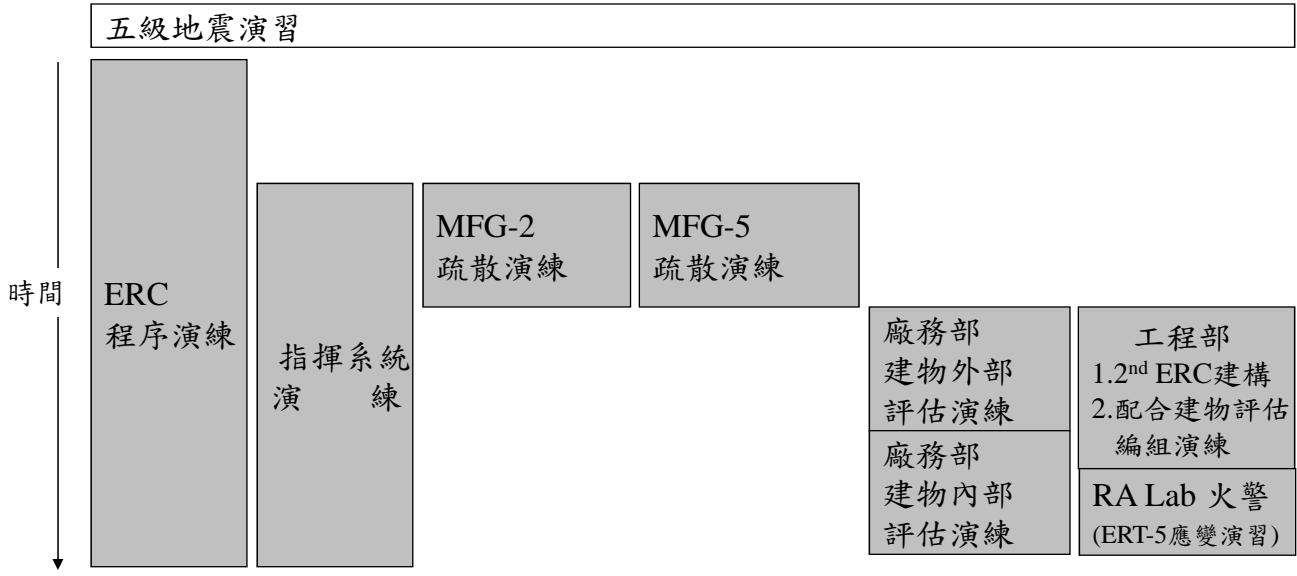 五級地震演習
時間
ERC
程序演練
指揮系統
演 練
MFG-2
疏散演練
MFG-5
疏散演練
廠務部
建物外部
評估演練
廠務部
建物內部
評估演練
工程部
1.2nd ERC建構
2.配合建物評估
編組演練
RA Lab 火警
(ERT-5應變演習)